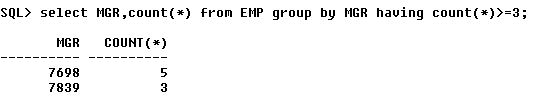 SQL> select MGR,count(*) from EMP group by MGR having count(*)>=3;
MGR COUNT(*)
---------- ----------
7698 5
7839 3